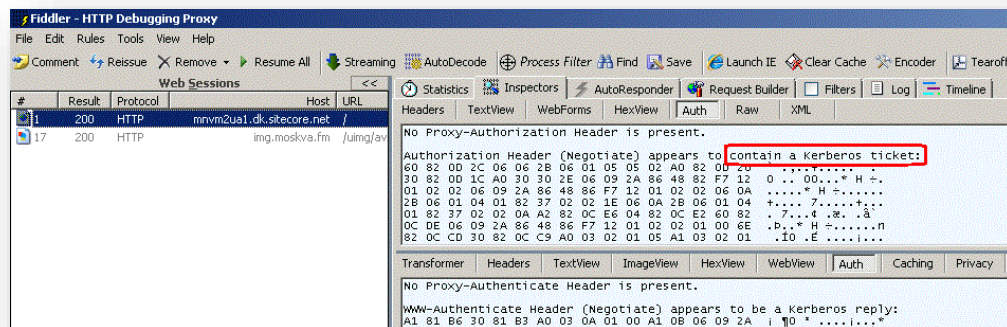 Fiddler - HTTP Debugging Proxy
File Edit Rules Tools View Help
Comment Reissue Remove Resume All Streaming AutoDecode Process Filter Find Save Launch IE Clear Cache Encoder Tearoff
Web Sessions <<
# Result Protocol Host URL
1 200 HTTP mnvm2ua1.dk.sitecore.net /
17 200 HTTP img.moskva.fm /uimg/av
Statistics Inspectors AutoResponder Request Builder Filters Log Timeline
Headers TextView WebForms HexView Auth Raw XML
No Proxy-Authorization Header is present.
Authorization Header (Negotiate) appears to contain a Kerberos ticket:
60 82 0D 2C 06 06 2B 06 01 05 05 02 A0 82 0D 20
30 82 0D 1C A0 30 30 2E 06 09 2A 86 48 82 F7 12 0 .. 00...* H ÷.
01 02 02 06 09 2A 86 48 86 F7 12 01 02 02 06 0A .....* H ÷......
2B 06 01 04 01 82 37 02 02 1E 06 0A 2B 06 01 04 +.... 7.....+...
01 82 37 02 02 0A A2 82 0C E6 04 82 0C E2 60 82 . 7...¢ .æ. .â`
0C DE 06 09 2A 86 48 86 F7 12 01 02 02 01 00 6E .Þ..* H ÷......n
82 0C CD 30 82 0C C9 A0 03 02 01 05 A1 03 02 01 .Í0 .É ....¡...
Transformer Headers TextView ImageView HexView WebView Auth Caching Privacy
No Proxy-Authenticate Header is present.
WWW-Authenticate Header (Negotiate) appears to be a Kerberos reply:
A1 81 B6 30 81 B3 A0 03 0A 01 00 A1 0B 06 09 2A ¡ ¶0 ³ ....¡...*